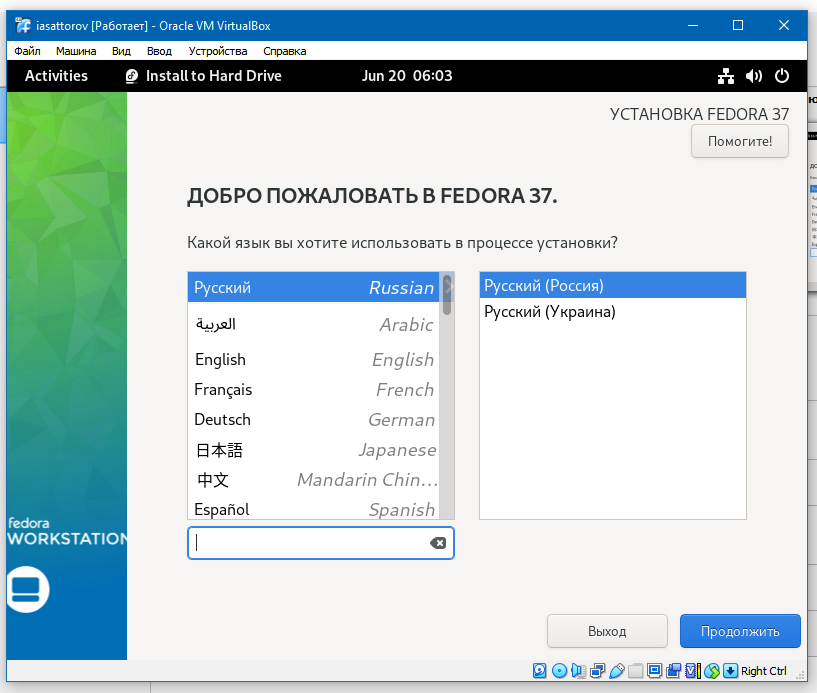 iasattorov [Работает] - Oracle VM VirtualBox
Файл Машина Вид Ввод Устройства Справка
Activities Install to Hard Drive Jun 20 06:03
УСТАНОВКА FEDORA 37
Помогите!
ДОБРО ПОЖАЛОВАТЬ В FEDORA 37.
Какой язык вы хотите использовать в процессе установки?
Русский Russian
العربية Arabic
English English
Français French
Deutsch German
日本語 Japanese
中文 Mandarin Chin...
Español Spanish
Русский (Россия)
Русский (Украина)
fedora
WORKSTATION
Выход Продолжить
Right Ctrl